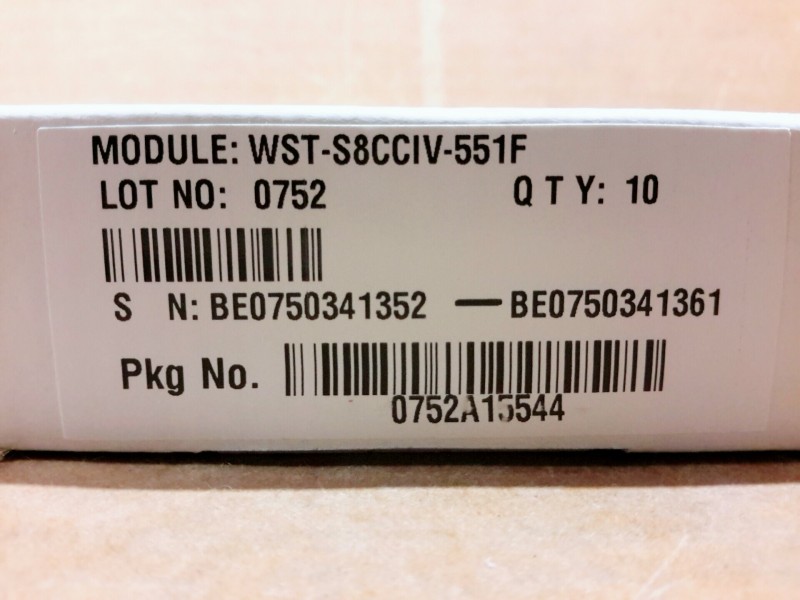 MODULE: WST-S8CCIV-551F
LOT NO: 0752 Q T Y: 10
S N: BE0750341352 — BE0750341361
Pkg No.
0752A15544